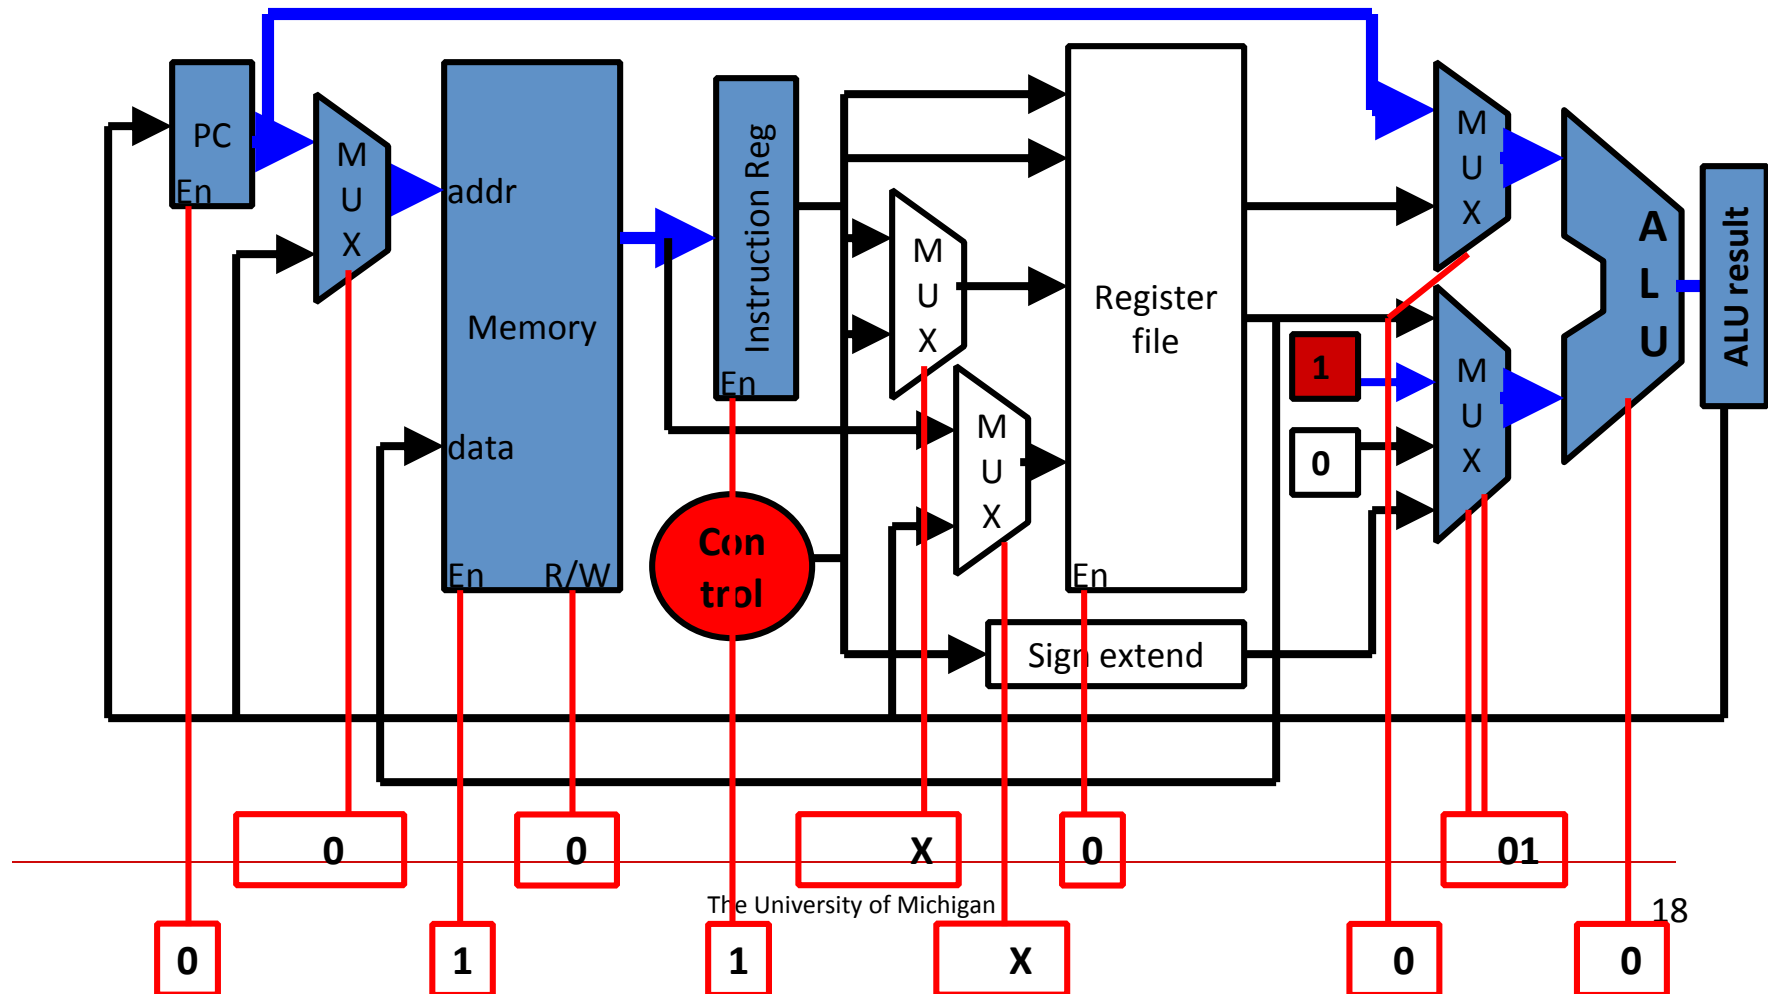 PC
En
M
U
X
addr
Memory
data
En
R/W
Instruction Reg
En
Con
trol
M
U
X
M
U
X
Register
file
En
Sign extend
M
U
X
1
0
M
U
X
A
L
U
ALU result
0
0
X
0
01
The University of Michigan
18
0
1
1
X
0
0